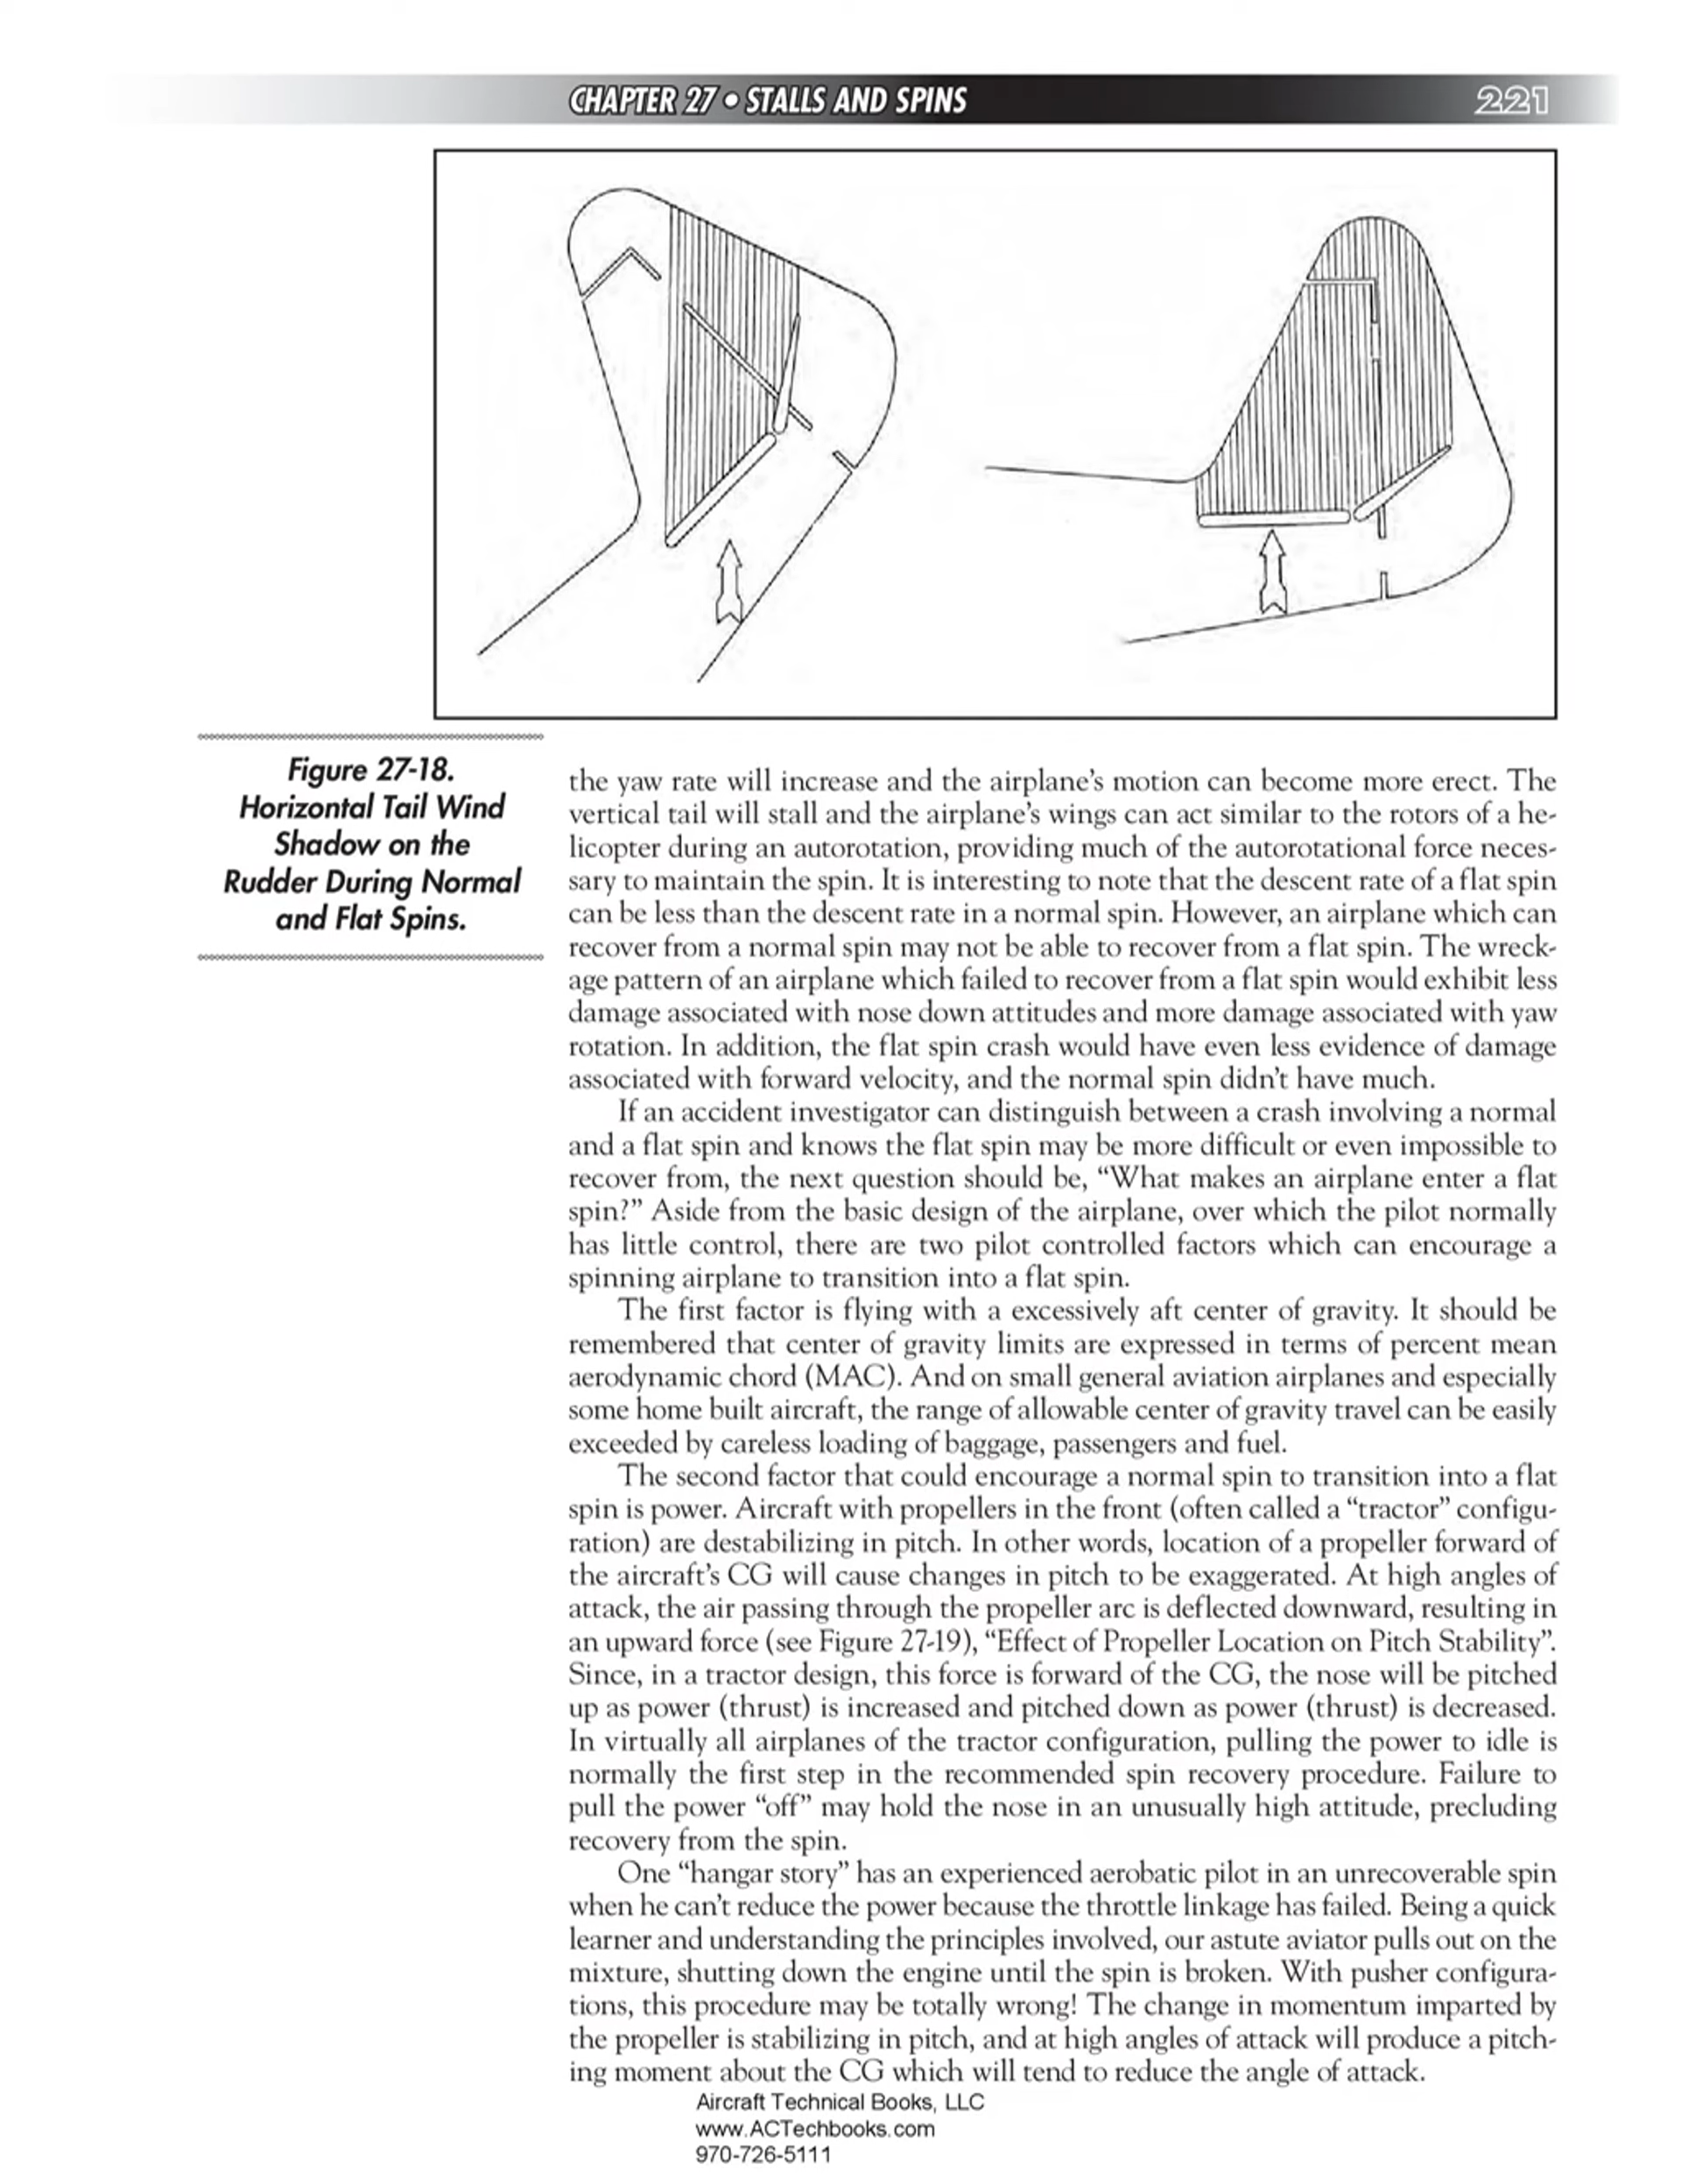 CHAPTER 27 • STALLS AND SPINS 221
Figure 27-18.
Horizontal Tail Wind
Shadow on the
Rudder During Normal
and Flat Spins.
the yaw rate will increase and the airplane's motion can become more erect. The
vertical tail will stall and the airplane's wings can act similar to the rotors of a he-
licopter during an autorotation, providing much of the autorotational force neces-
sary to maintain the spin. It is interesting to note that the descent rate of a flat spin
can be less than the descent rate in a normal spin. However, an airplane which can
recover from a normal spin may not be able to recover from a flat spin. The wreck-
age pattern of an airplane which failed to recover from a flat spin would exhibit less
damage associated with nose down attitudes and more damage associated with yaw
rotation. In addition, the flat spin crash would have even less evidence of damage
associated with forward velocity, and the normal spin didn't have much.
If an accident investigator can distinguish between a crash involving a normal
and a flat spin and knows the flat spin may be more difficult or even impossible to
recover from, the next question should be, “What makes an airplane enter a flat
spin?” Aside from the basic design of the airplane, over which the pilot normally
has little control, there are two pilot controlled factors which can encourage a
spinning airplane to transition into a flat spin.
The first factor is flying with a excessively aft center of gravity. It should be
remembered that center of gravity limits are expressed in terms of percent mean
aerodynamic chord (MAC). And on small general aviation airplanes and especially
some home built aircraft, the range of allowable center of gravity travel can be easily
exceeded by careless loading of baggage, passengers and fuel.
The second factor that could encourage a normal spin to transition into a flat
spin is power. Aircraft with propellers in the front (often called a “tractor” configu-
ration) are destabilizing in pitch. In other words, location of a propeller forward of
the aircraft's CG will cause changes in pitch to be exaggerated. At high angles of
attack, the air passing through the propeller arc is deflected downward, resulting in
an upward force (see Figure 27-19), “Effect of Propeller Location on Pitch Stability”.
Since, in a tractor design, this force is forward of the CG, the nose will be pitched
up as power (thrust) is increased and pitched down as power (thrust) is decreased.
In virtually all airplanes of the tractor configuration, pulling the power to idle is
normally the first step in the recommended spin recovery procedure. Failure to
pull the power “off” may hold the nose in an unusually high attitude, precluding
recovery from the spin.
One “hangar story” has an experienced aerobatic pilot in an unrecoverable spin
when he can't reduce the power because the throttle linkage has failed. Being a quick
learner and understanding the principles involved, our astute aviator pulls out on the
mixture, shutting down the engine until the spin is broken. With pusher configura-
tions, this procedure may be totally wrong! The change in momentum imparted by
the propeller is stabilizing in pitch, and at high angles of attack will produce a pitch-
ing moment about the CG which will tend to reduce the angle of attack.
Aircraft Technical Books, LLC
www.ACTechbooks.com
970-726-5111